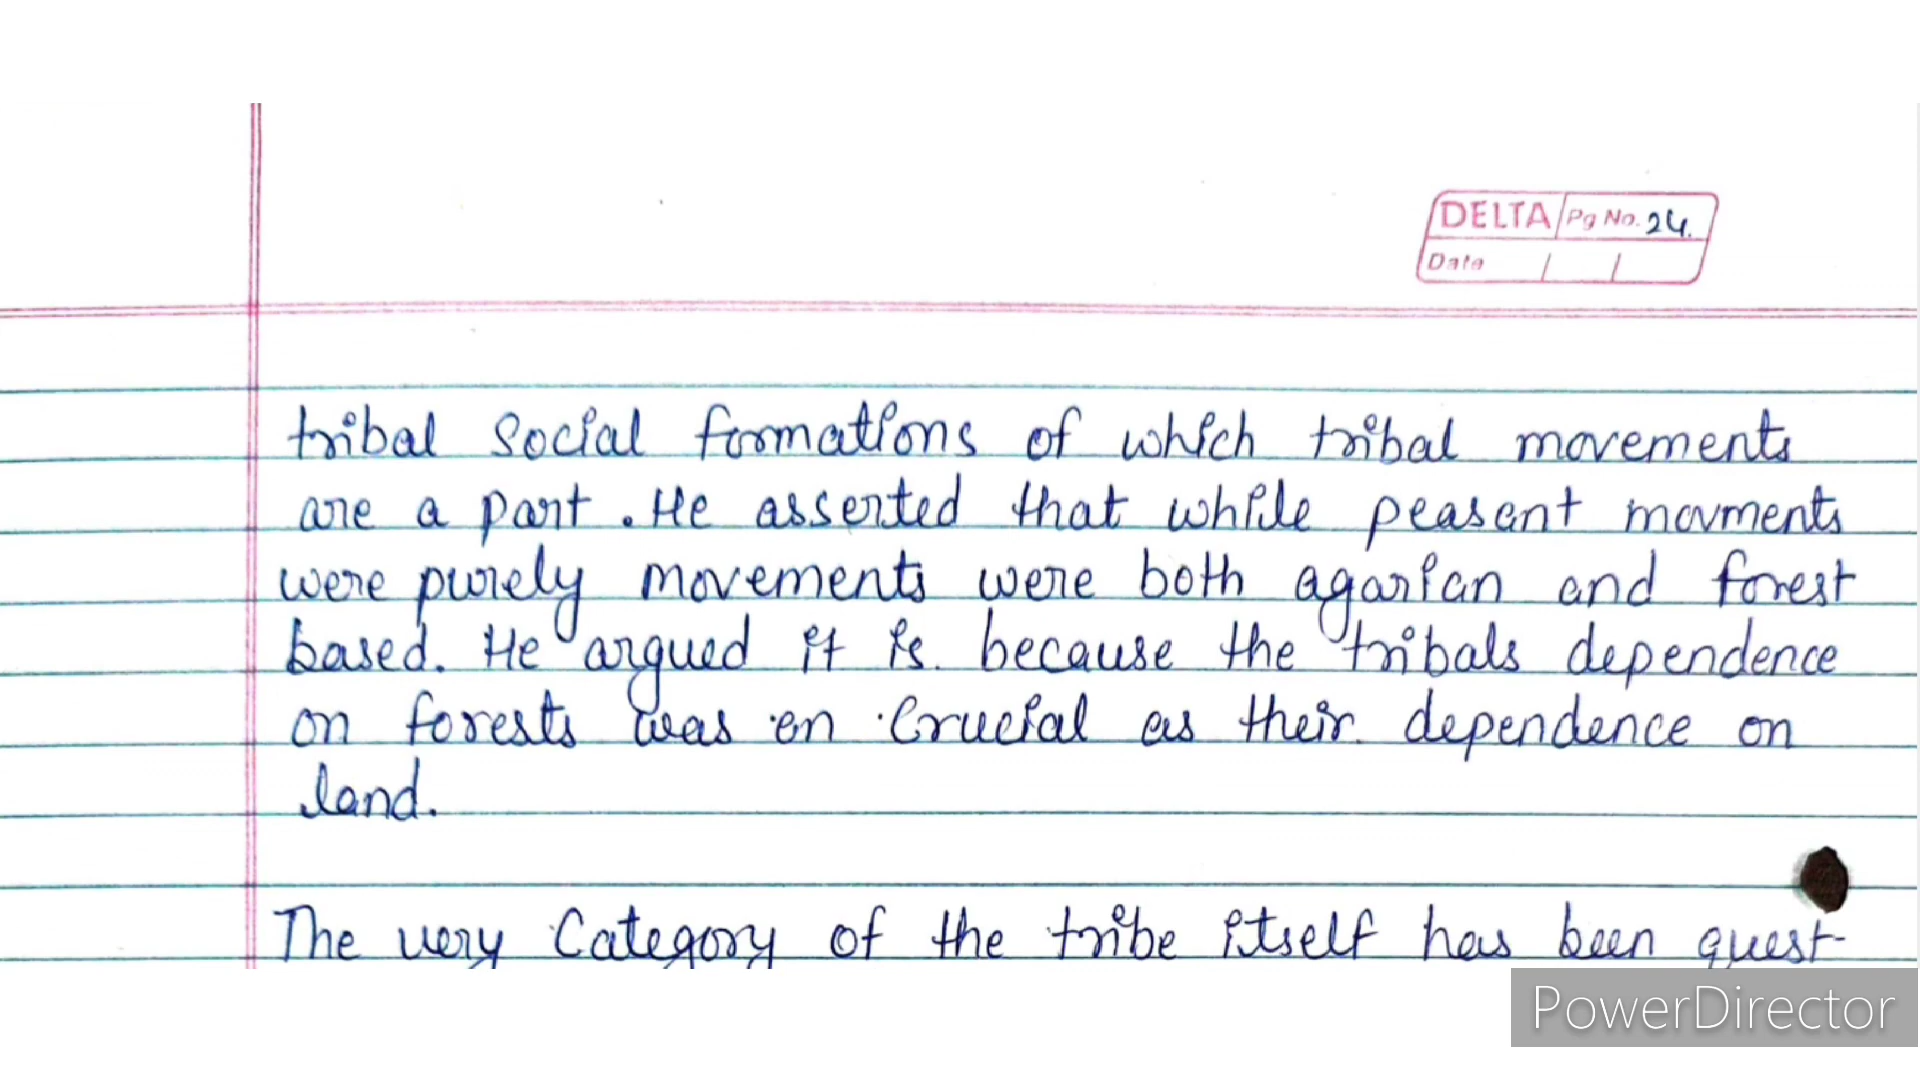 DELTA Pg No. 24.
Date / /
tribal social formations of which tribal movements
are a part. He asserted that while peasant movments
were purely movements were both agarian and forest
based. He argued it is because the tribals dependence
on forests was en crucial as their dependence on
land.
The very Category of the tribe itself has been quest-
PowerDirector